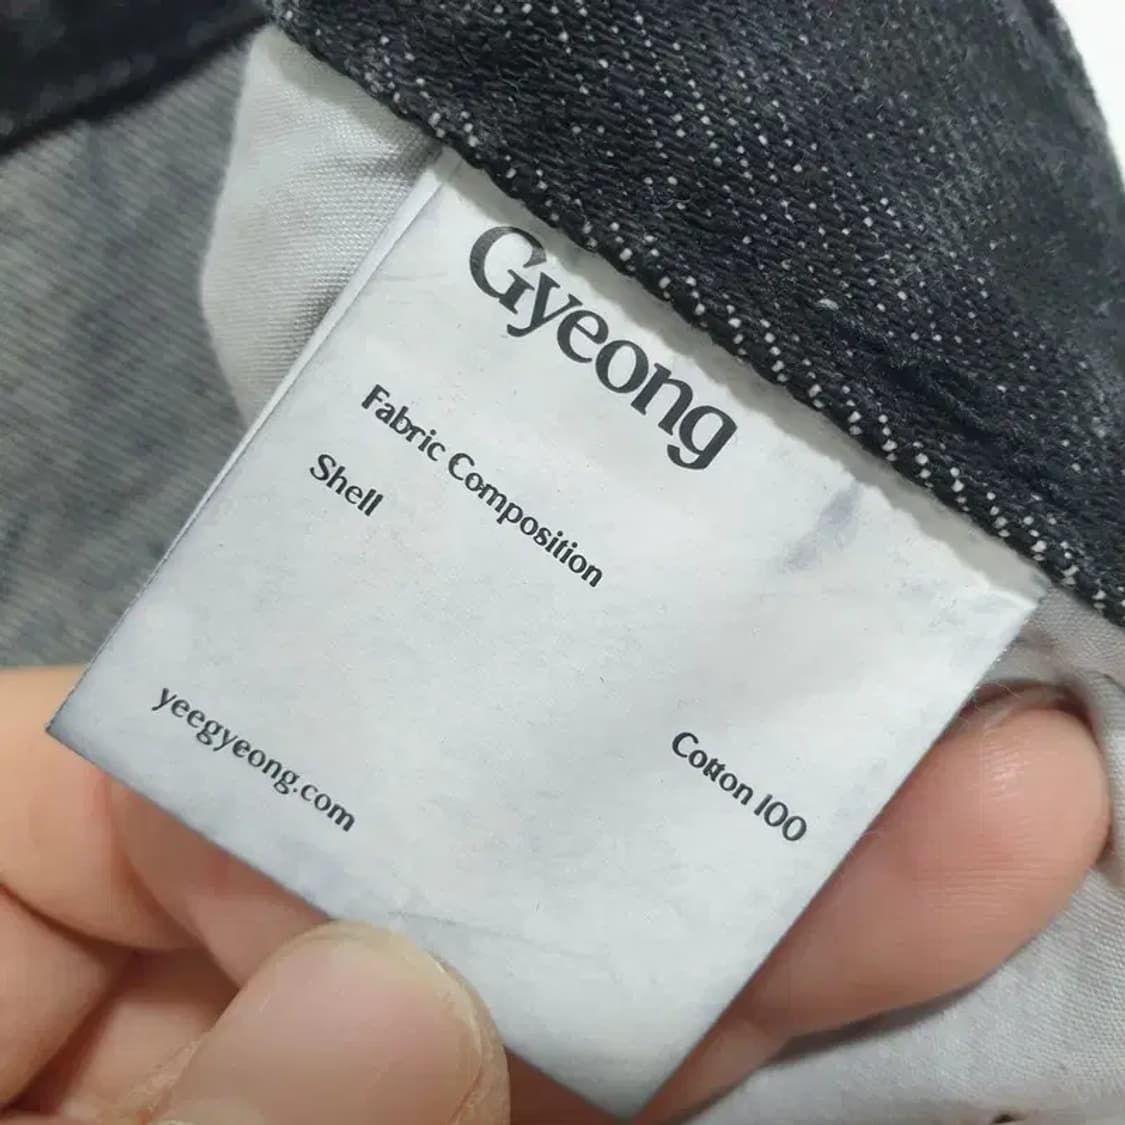 Gyeong
Fabric Composition
Shell
Cotton 100
yeegyeong.com